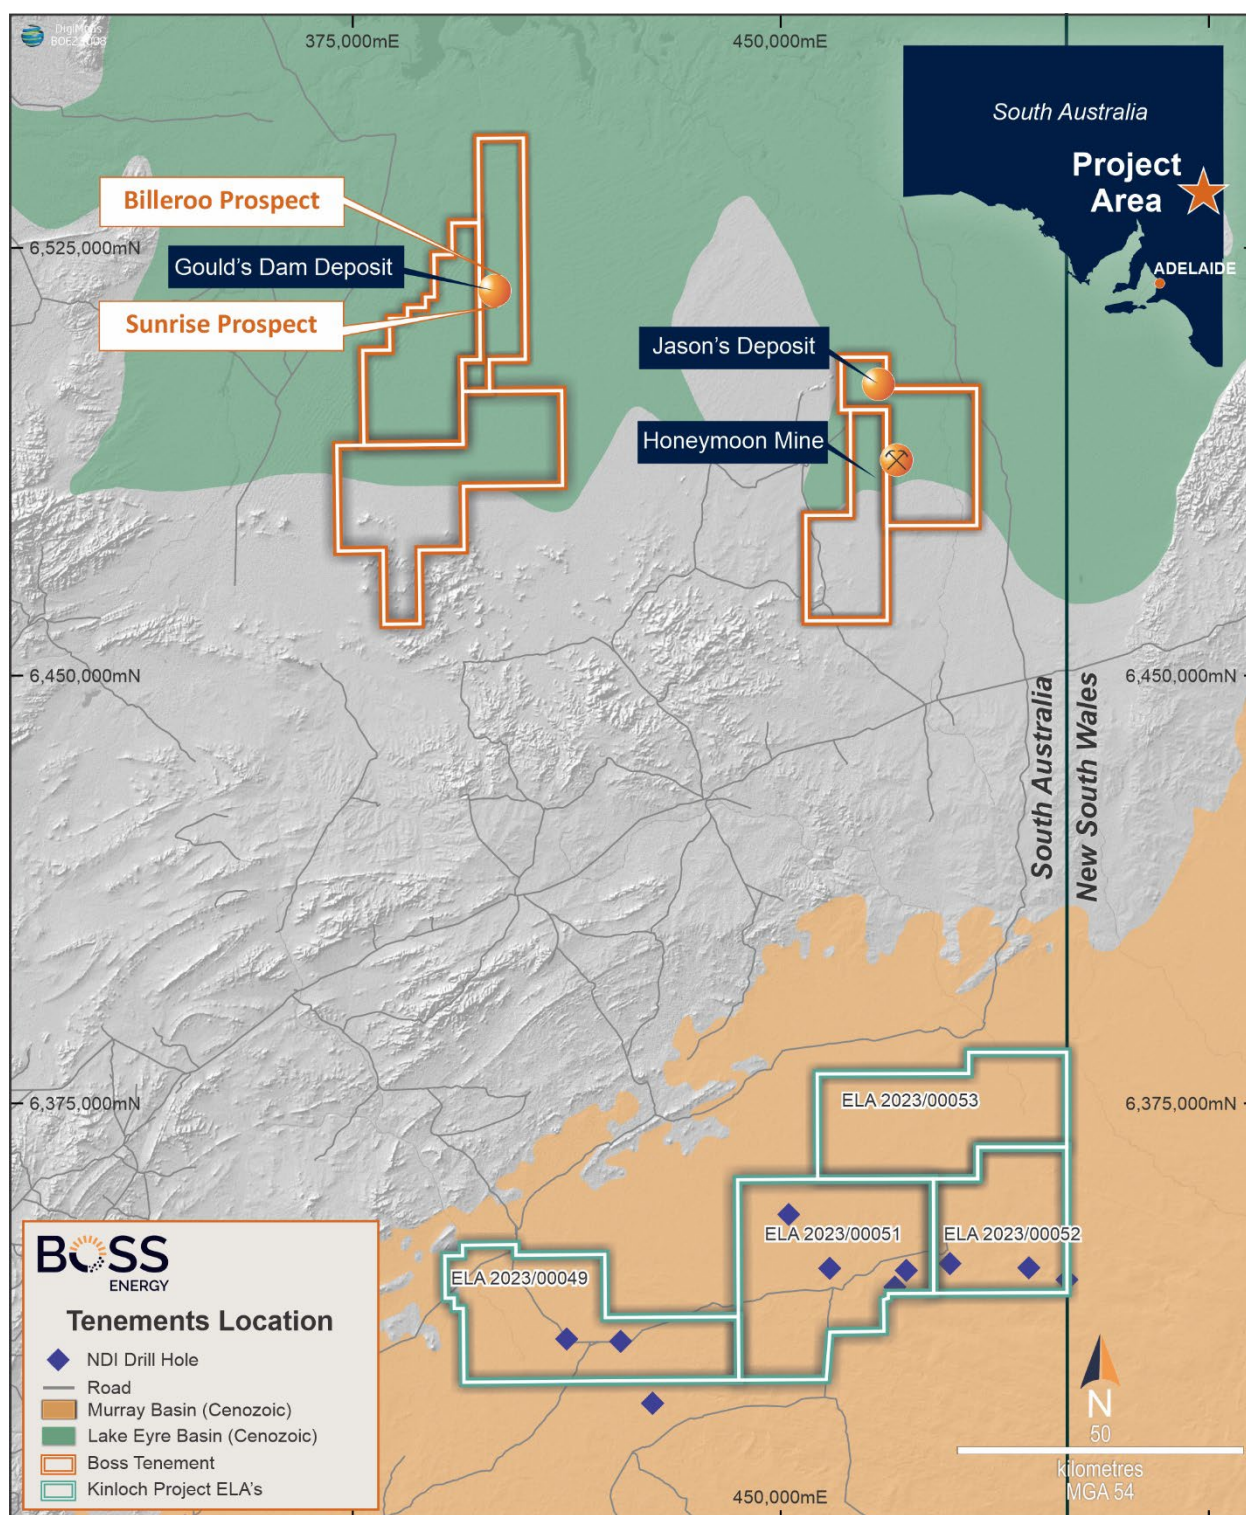 DigiMaps
BOE23008
375,000mE
450,000mE
South Australia
Project
Area
ADELAIDE
Billeroo Prospect
6,525,000mN
Gould's Dam Deposit
Sunrise Prospect
Jason's Deposit
Honeymoon Mine
6,450,000mN
6,450,000mN
South Australia
New South Wales
6,375,000mN
6,375,000mN
ELA 2023/00053
ELA 2023/00051
ELA 2023/00052
ELA 2023/00049
BOSS
ENERGY
Tenements Location
NDI Drill Hole
Road
Murray Basin (Cenozoic)
Lake Eyre Basin (Cenozoic)
Boss Tenement
Kinloch Project ELA's
N
50
kilometres
MGA 54
450,000mE